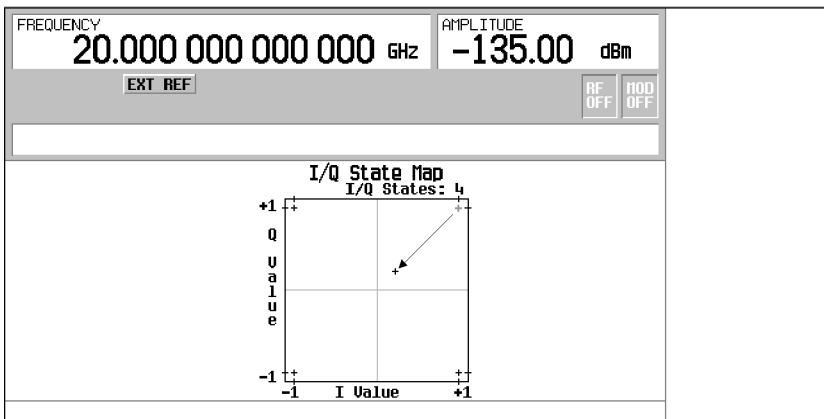 FREQUENCY
20.000 000 000 000 GHz
AMPLITUDE
-135.00 dBm
EXT REF
RF
OFF
MOD
OFF
I/Q State Map
I/Q States: 4
+1
Q Value
-1
-1
I Value
+1